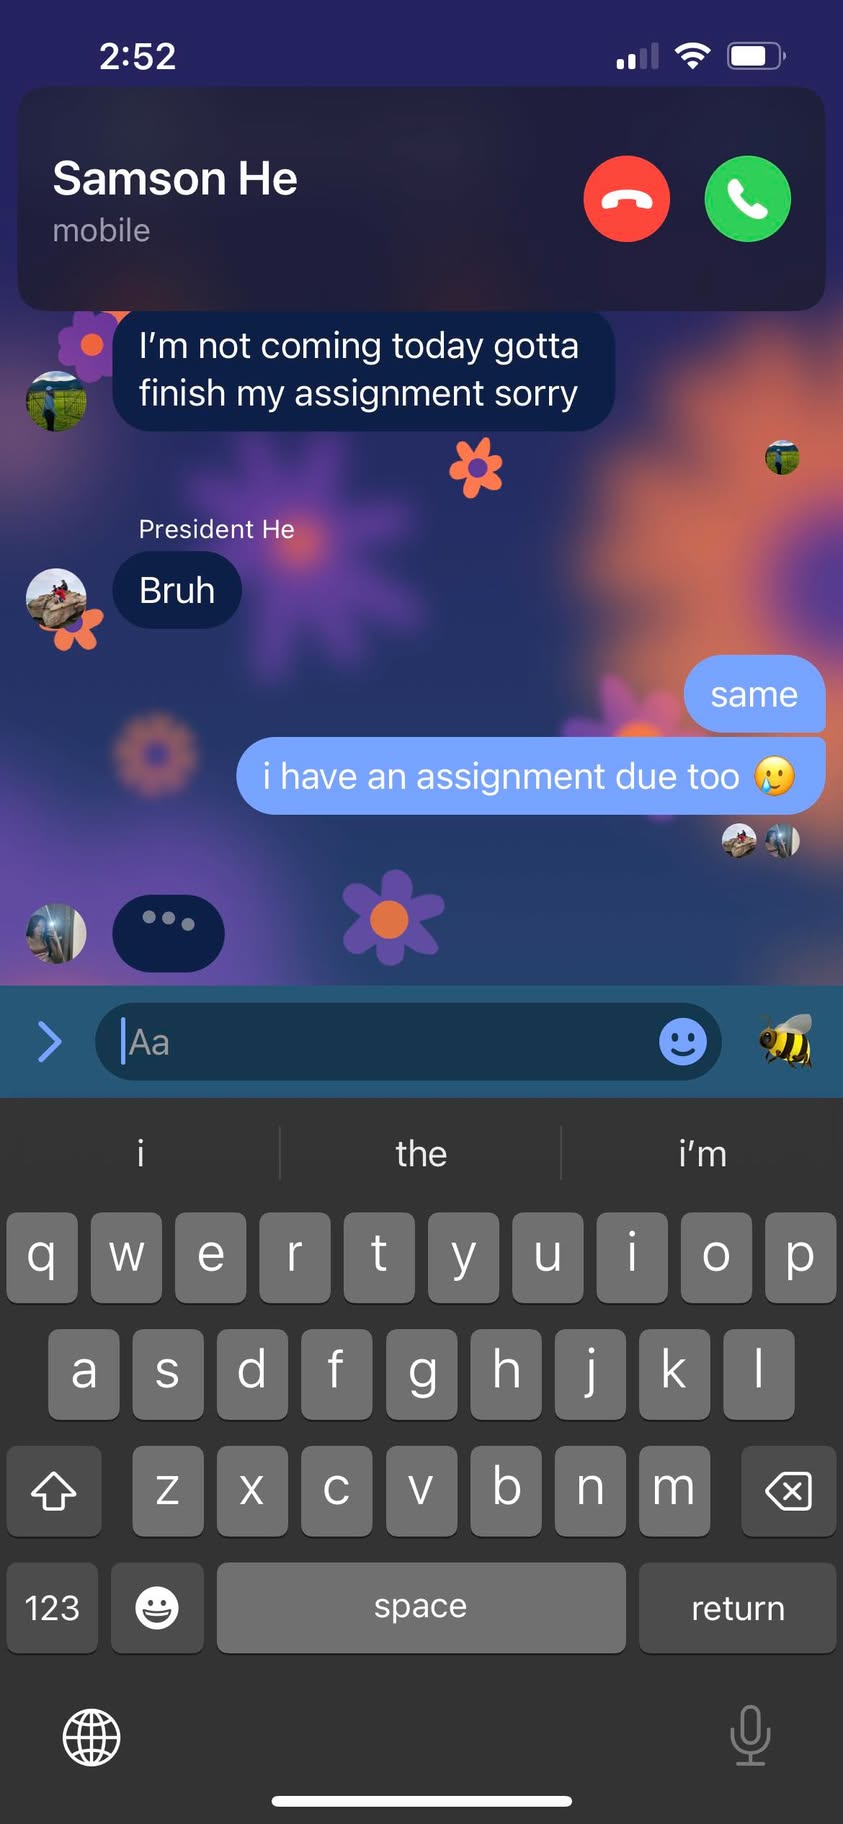 2:52
Samson He
mobile
I’m not coming today gotta
finish my assignment sorry
President He
Bruh
same
i have an assignment due too 🥲
Aa
i the i’m
q w e r t y u i o p
a s d f g h j k l
z x c v b n m
123 space return